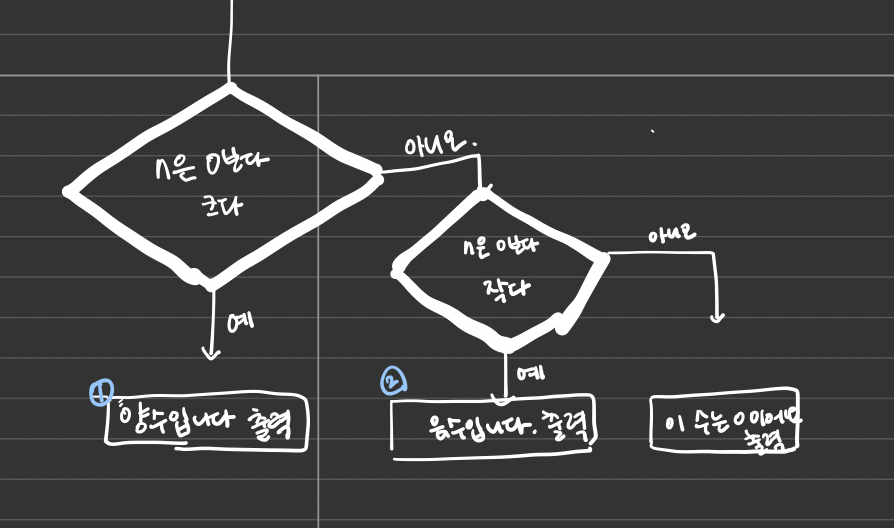 n은 0보다
크다
아니오.
예
n은 0보다
작다
아니오
예
①
양수입니다 출력
②
음수입니다. 출력
이 수는 0이에요
출력